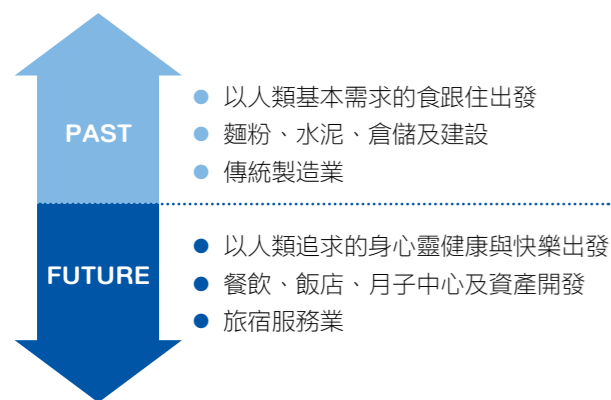 PAST
● 以人類基本需求的食跟住出發
● 麵粉、水泥、倉儲及建設
● 傳統製造業
FUTURE
● 以人類追求的身心靈健康與快樂出發
● 餐飲、飯店、月子中心及資產開發
● 旅宿服務業